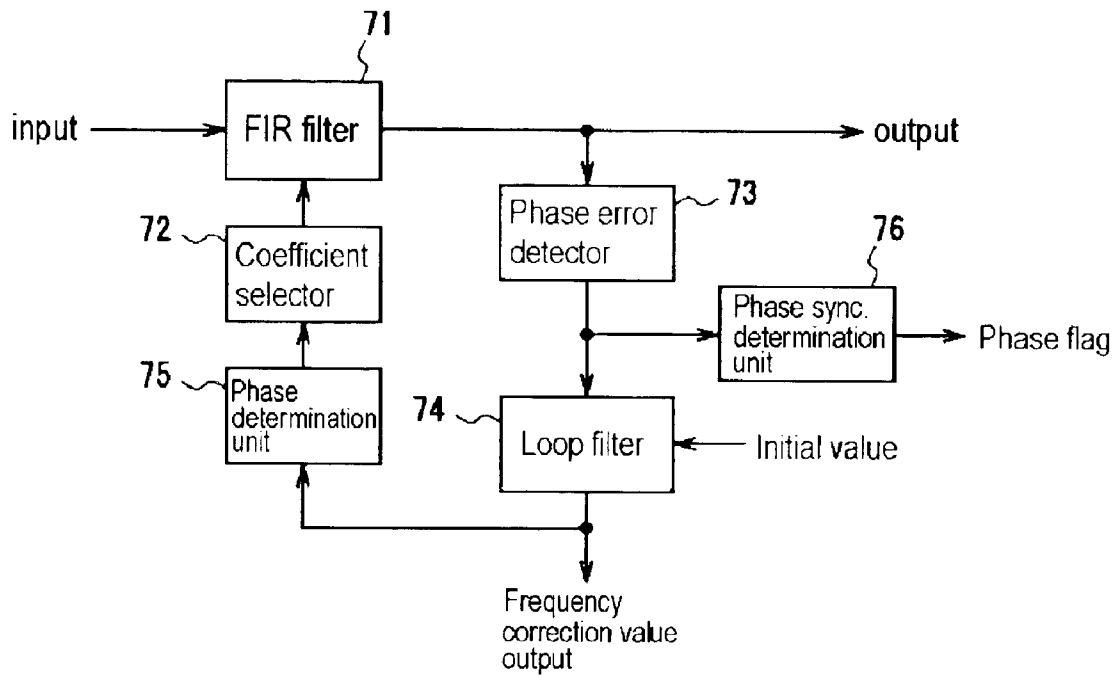 71
input
FIR filter
output
72
Coefficient
selector
Phase error
detector
73
76
Phase sync.
determination
unit
Phase flag
75
Phase
determination
unit
74
Loop filter
Initial value
Frequency
correction value
output